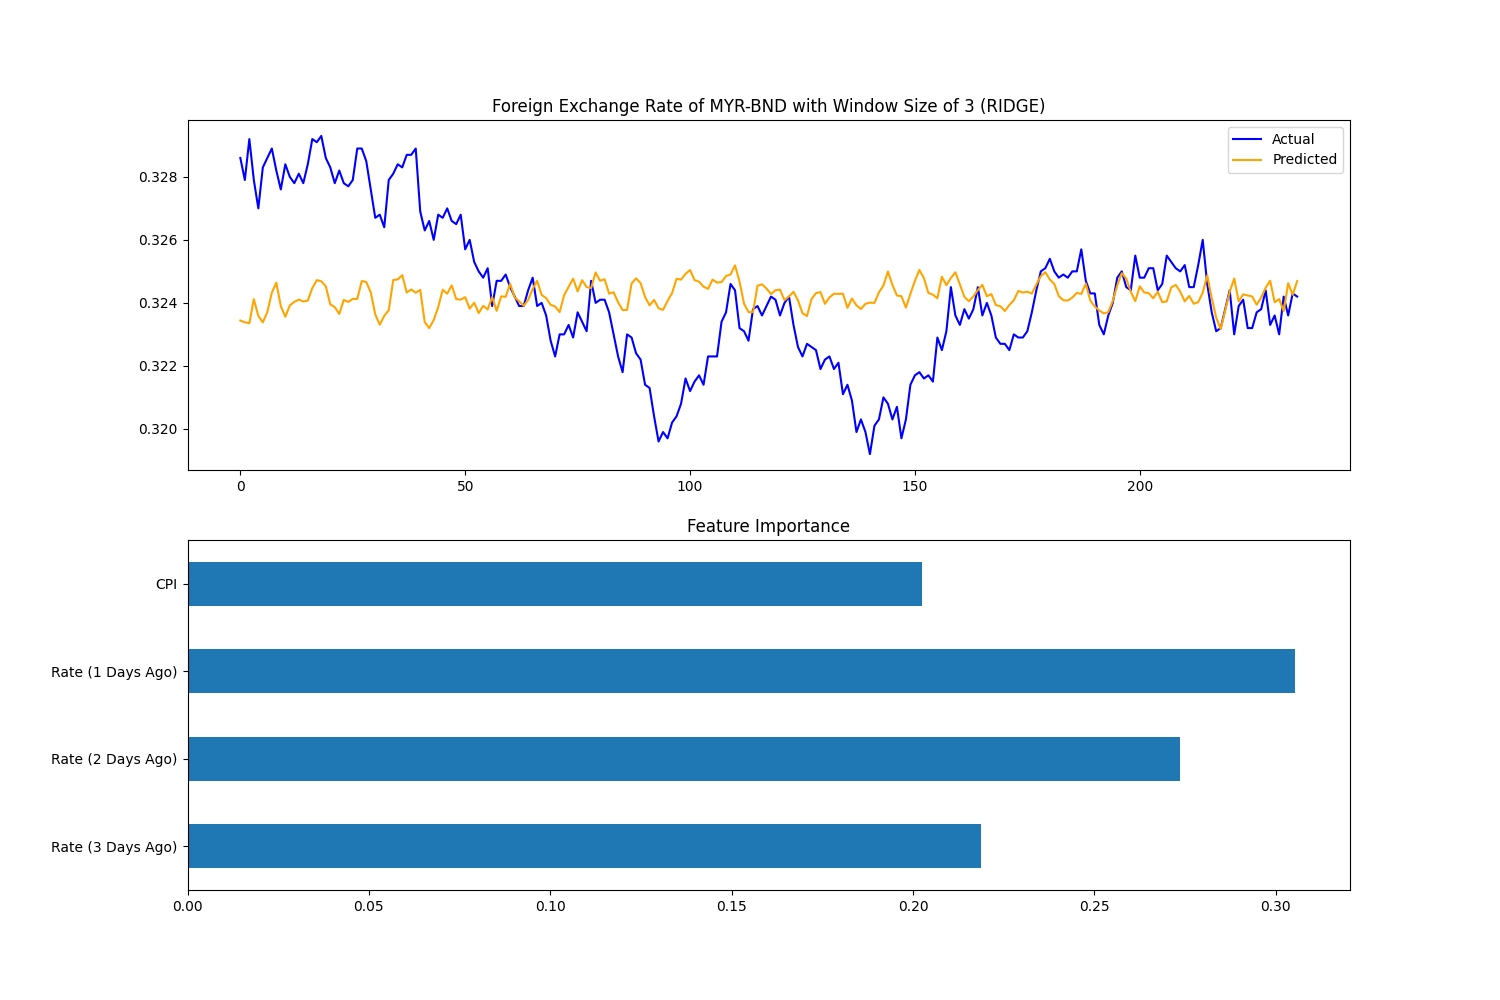 Foreign Exchange Rate of MYR-BND with Window Size of 3 (RIDGE)
Actual
Predicted
0.328
0.326
0.324
0.322
0.320
0
50
100
150
200
Feature Importance
CPI
Rate (1 Days Ago)
Rate (2 Days Ago)
Rate (3 Days Ago)
0.00
0.05
0.10
0.15
0.20
0.25
0.30